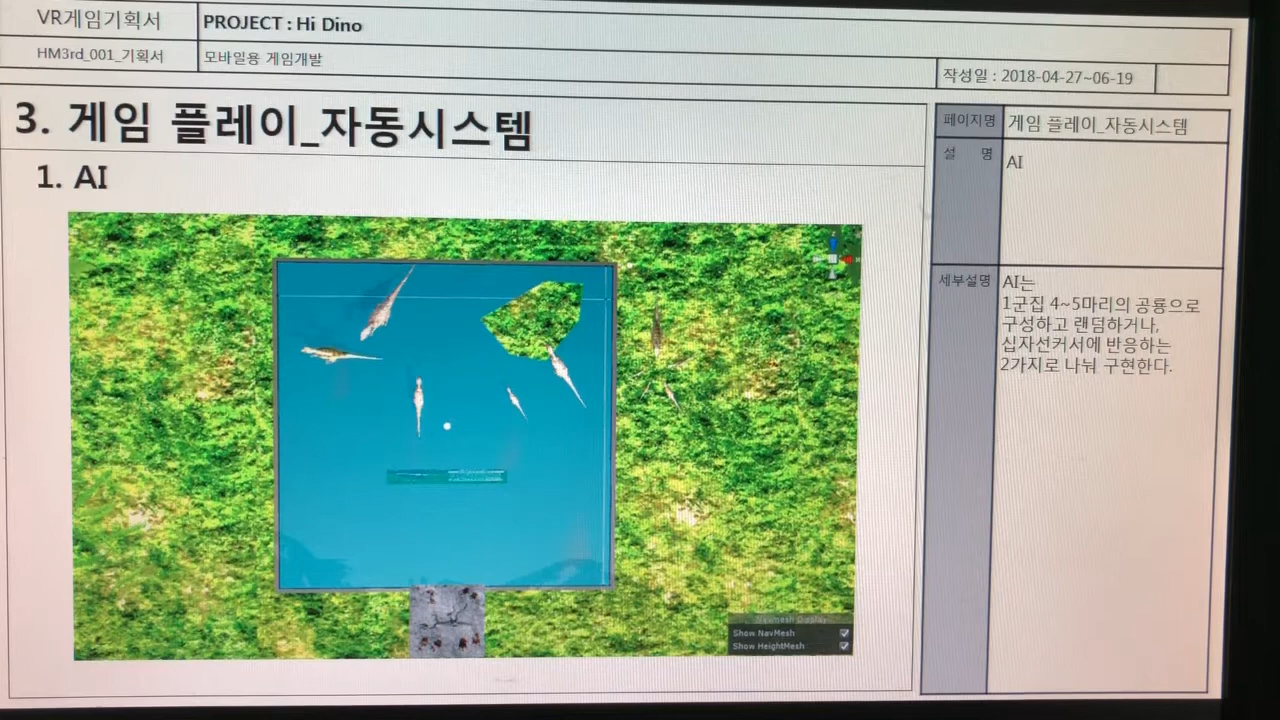 VR게임기획서
PROJECT : Hi Dino
HM3rd_001_기획서
모바일용 게임개발
작성일 : 2018-04-27~06-19
3. 게임 플레이_자동시스템
1. AI
페이지명
게임 플레이_자동시스템
설 명
AI
세부설명
AI는
1군집 4~5마리의 공룡으로
구성하고 랜덤하거나,
십자선커서에 반응하는
2가지로 나눠 구현한다.
Navmesh Display
Show NavMesh
Show HeightMesh